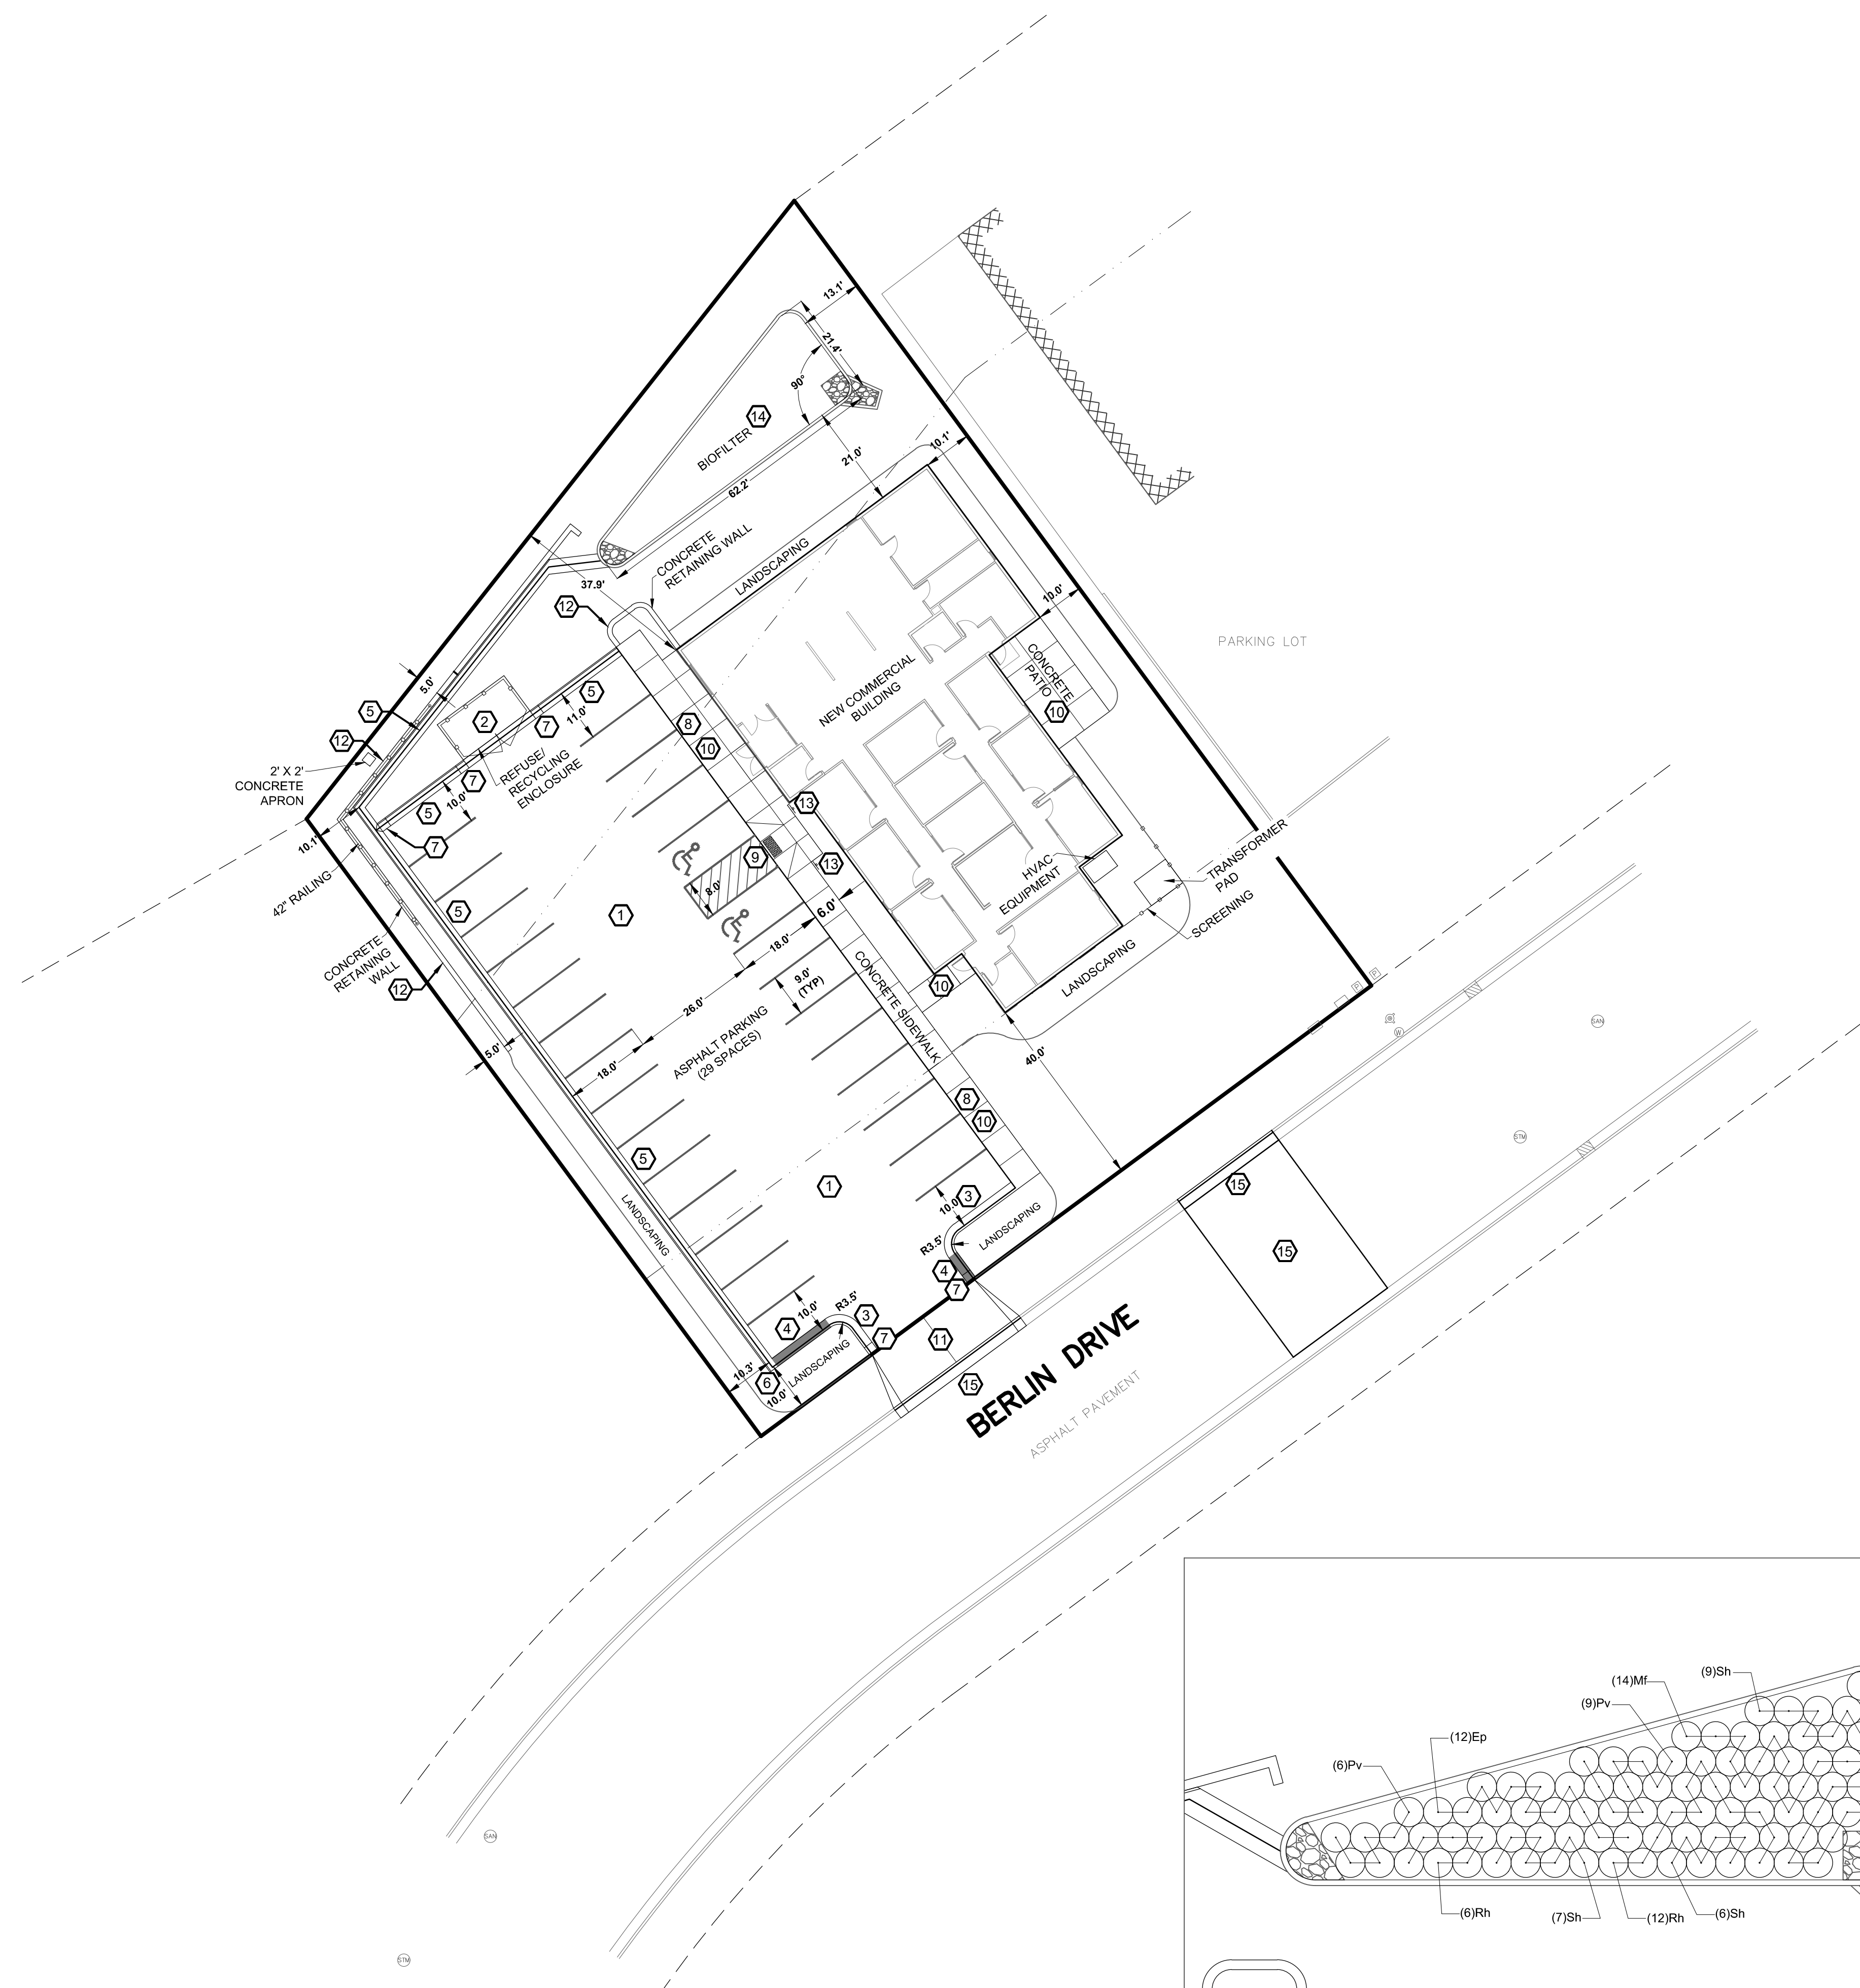 13.1'
21.4'
90°
14
BIOFILTER
10.1'
21.0'
62.2'
CONCRETE
RETAINING WALL
LANDSCAPING
37.9'
12
10.0'
PARKING LOT
CONCRETE
PATIO
10
NEW COMMERCIAL
BUILDING
5.0'
5
2
7
5
11.0'
8
10
12
2' X 2'
CONCRETE
APRON
REFUSE/
RECYCLING
ENCLOSURE
7
10.0'
5
7
10.1'
13
13
9
8.0'
42" RAILING
5
1
6.0'
18.0'
HVAC
EQUIPMENT
TRANSFORMER
PAD
SCREENING
CONCRETE
RETAINING
WALL
12
9.0'
(TYP)
26.0'
CONCRETE SIDEWALK
10
LANDSCAPING
P
P
W
SAN
ASPHALT PARKING
(29 SPACES)
18.0'
5.0'
40.0'
8
10
STM
5
1
3
10.0'
15
LANDSCAPING
LANDSCAPING
R3.5'
4
7
15
10.0'
R3.5'
3
4
7
11
LANDSCAPING
10.3'
6
10.0'
15
BERLIN DRIVE
ASPHALT PAVEMENT
SAN
STM
(9)Sh
(14)Mf
(9)Pv
(12)Ep
(6)Pv
(6)Rh
(7)Sh
(12)Rh
(6)Sh